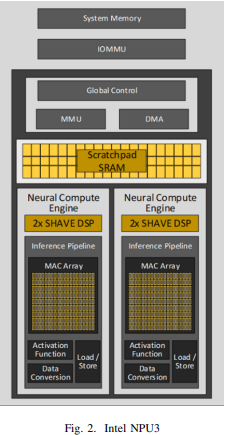 System Memory
IOMMU
Global Control
MMU
DMA
Scratchpad
SRAM
Neural Compute
Engine
2x SHAVE DSP
Inference Pipeline
MAC Array
Activation
Function
Data
Conversion
Load /
Store
Neural Compute
Engine
2x SHAVE DSP
Inference Pipeline
MAC Array
Activation
Function
Data
Conversion
Load /
Store
Fig. 2. Intel NPU3